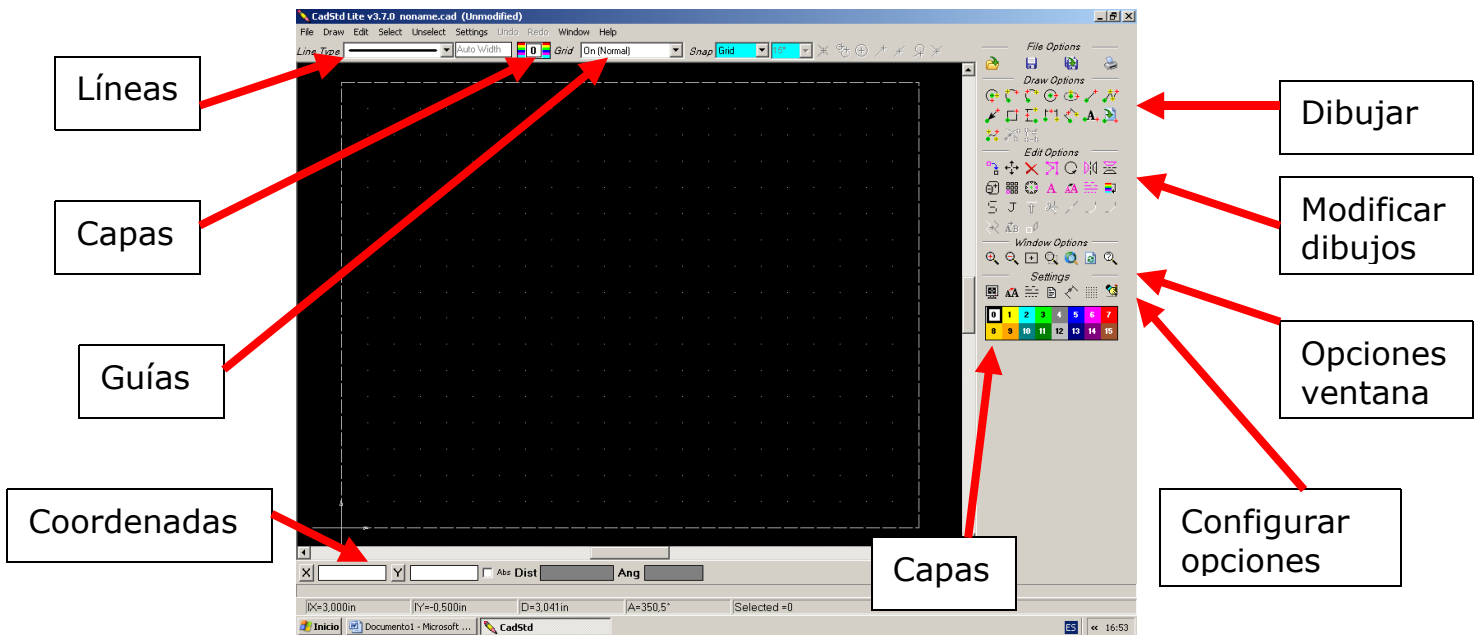 CadStd Lite v3.7.0 noname.cad (Unmodified)
File Draw Edit Select Unselect Settings Undo Redo Window Help
Line Type Auto Width 0 Grid On (Normal) Snap Grid 15°
File Options
Draw Options
A
Edit Options
A AA
S J T
AB
Window Options
Settings
AA
0 1 2 3 4 5 6 7
8 9 10 11 12 13 14 15
Líneas
Capas
Guías
Coordenadas
Dibujar
Modificar
dibujos
Opciones
ventana
Configurar
opciones
Capas
X Y Abs Dist Ang
IX=3,000in IY=-0,500in D=3,041in A=350,5° Selected =0
Inicio Documento1 - Microsoft ... CadStd ES « 16:53